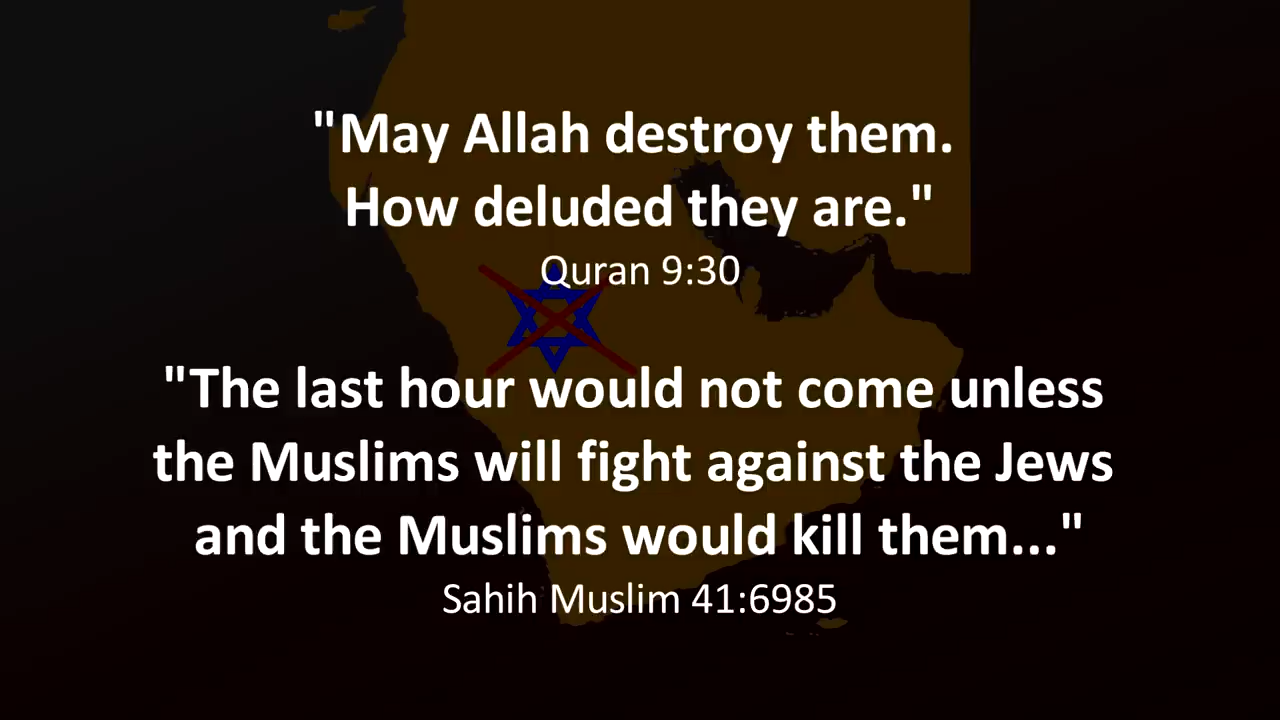 "May Allah destroy them.
How deluded they are."
Quran 9:30
"The last hour would not come unless
the Muslims will fight against the Jews
and the Muslims would kill them..."
Sahih Muslim 41:6985